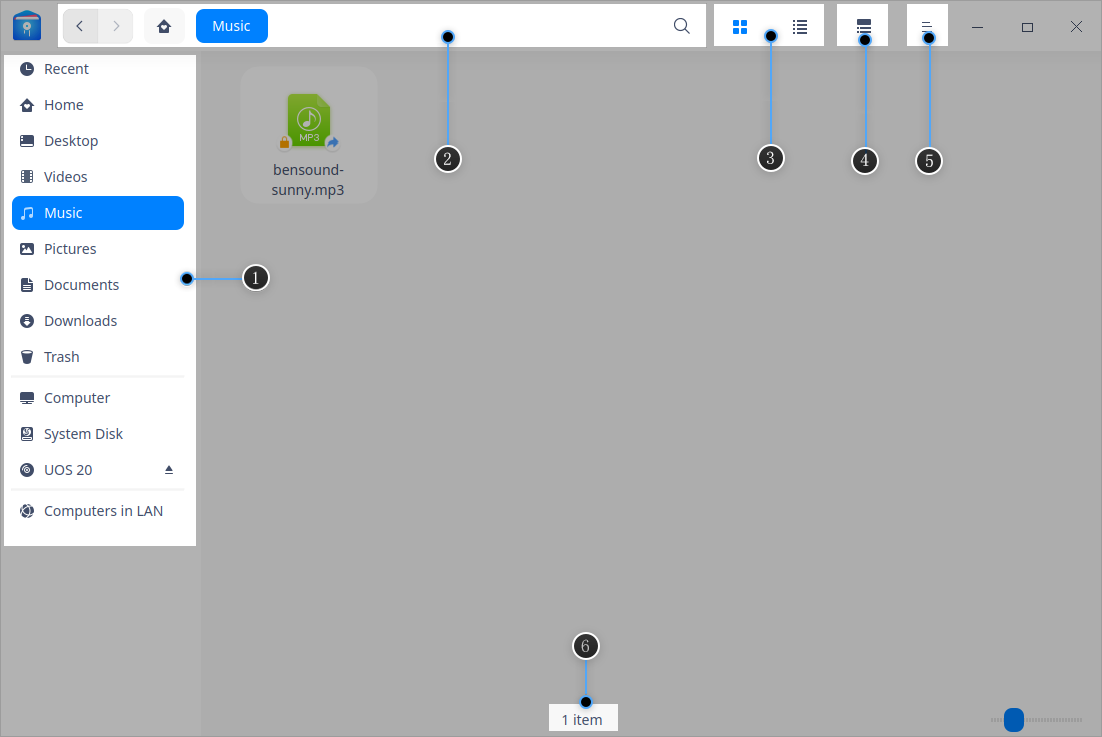 Music
Recent
Home
Desktop
Videos
Music
Pictures
Documents
Downloads
Trash
Computer
System Disk
UOS 20
Computers in LAN
MP3
bensound-
sunny.mp3
1
2
3
4
5
6
1 item